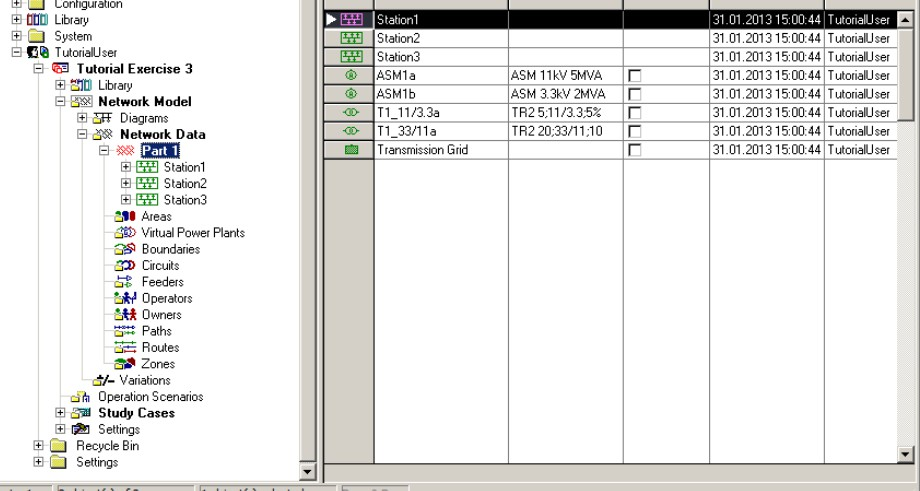 Configuration
Library
System
TutorialUser
Tutorial Exercise 3
Library
Network Model
Diagrams
Network Data
Part 1
Station1
Station2
Station3
Areas
Virtual Power Plants
Boundaries
Circuits
Feeders
Operators
Owners
Paths
Routes
Zones
Variations
Operation Scenarios
Study Cases
Settings
Recycle Bin
Settings
Station1 31.01.2013 15:00:44 TutorialUser
Station2 31.01.2013 15:00:44 TutorialUser
Station3 31.01.2013 15:00:44 TutorialUser
ASM1a ASM 11kV 5MVA 31.01.2013 15:00:44 TutorialUser
ASM1b ASM 3.3kV 2MVA 31.01.2013 15:00:44 TutorialUser
T1_11/3.3a TR2 5;11/3.3;5% 31.01.2013 15:00:44 TutorialUser
T1_33/11a TR2 20;33/11;10 31.01.2013 15:00:44 TutorialUser
Transmission Grid 31.01.2013 15:00:44 TutorialUser